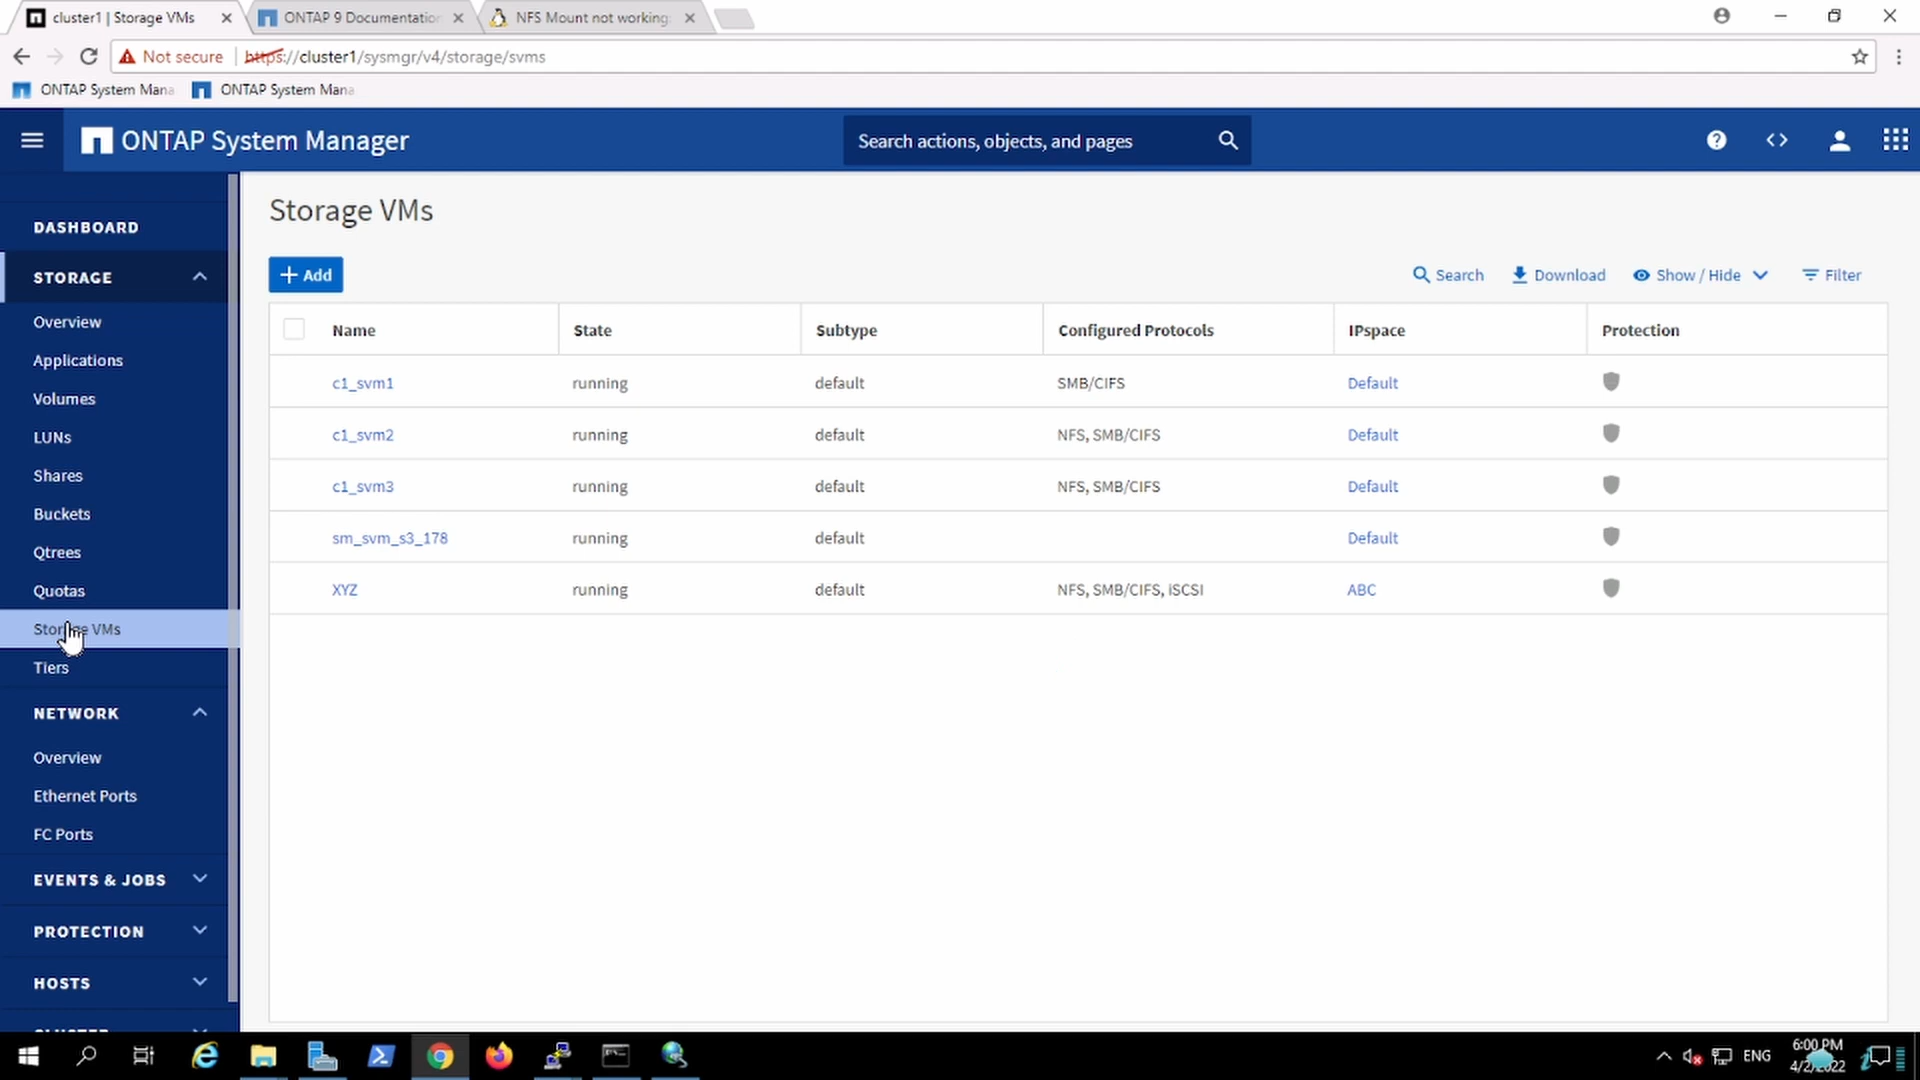 cluster1 | Storage VMs
ONTAP 9 Documentation
NFS Mount not working
Not secure
https://cluster1/sysmgr/v4/storage/svms
ONTAP System Mana
ONTAP System Mana
ONTAP System Manager
Search actions, objects, and pages
DASHBOARD
STORAGE
Overview
Applications
Volumes
LUNs
Shares
Buckets
Qtrees
Quotas
Storage VMs
Tiers
NETWORK
Overview
Ethernet Ports
FC Ports
EVENTS & JOBS
PROTECTION
HOSTS
CLUSTER
Storage VMs
Add
Search
Download
Show / Hide
Filter
Name State Subtype Configured Protocols IPspace Protection
c1_svm1 running default SMB/CIFS Default
c1_svm2 running default NFS, SMB/CIFS Default
c1_svm3 running default NFS, SMB/CIFS Default
sm_svm_s3_178 running default Default
XYZ running default NFS, SMB/CIFS, iSCSI ABC
ENG
6:00 PM
4/2/2022